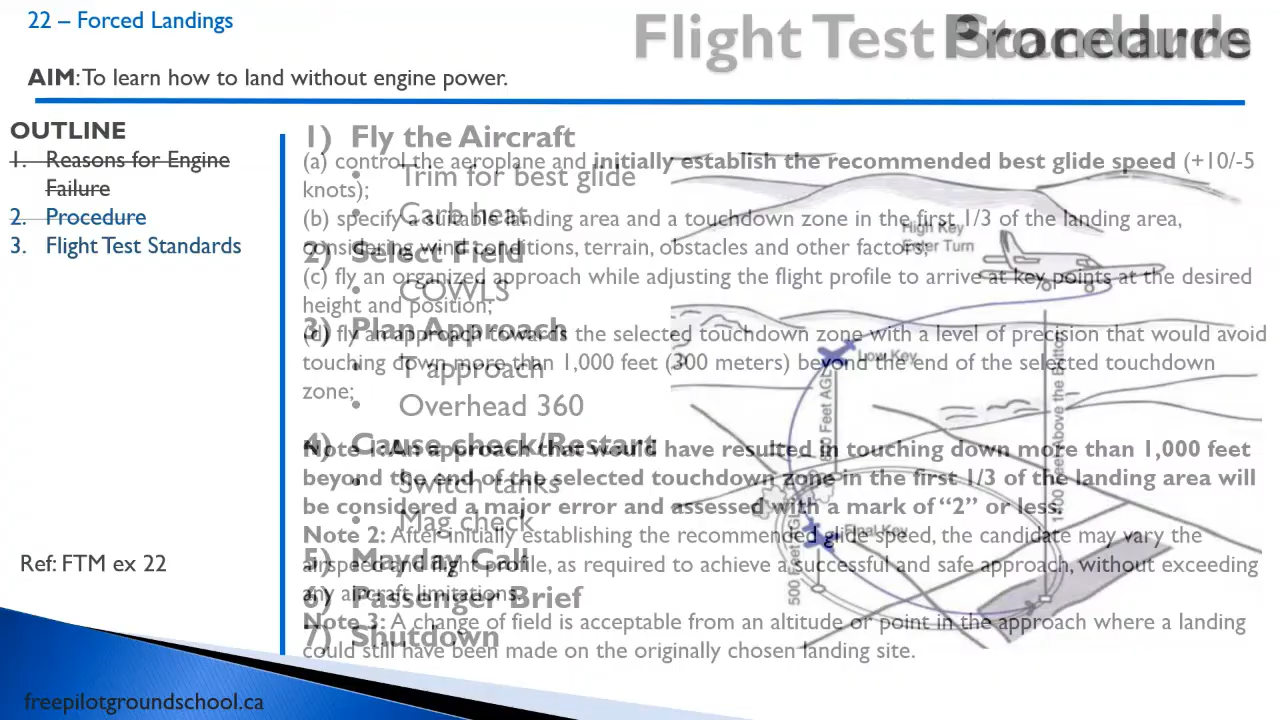 22 – Forced Landings
Flight Test Standards
Procedure
AIM: To learn how to land without engine power.
OUTLINE
1. Reasons for Engine
Failure
2. Procedure
3. Flight Test Standards
Ref: FTM ex 22
freepilotgroundschool.ca
1) Fly the Aircraft
• Trim for best glide
• Carb heat
2) Select Field
• COWLS
3) Plan Approach
• T approach
• Overhead 360
4) Cause check/Restart
• Switch tanks
• Mag check
5) Mayday Call
6) Passenger Brief
7) Shutdown
(a) control the aeroplane and initially establish the recommended best glide speed (+10/-5
knots);
(b) specify a suitable landing area and a touchdown zone in the first 1/3 of the landing area,
considering wind conditions, terrain, obstacles and other factors;
(c) fly an organized approach while adjusting the flight profile to arrive at key points at the desired
height and position;
(d) fly an approach towards the selected touchdown zone with a level of precision that would avoid
touching down more than 1,000 feet (300 meters) beyond the end of the selected touchdown
zone;
Note 1: An approach that would have resulted in touching down more than 1,000 feet
beyond the end of the selected touchdown zone in the first 1/3 of the landing area will
be considered a major error and assessed with a mark of “2” or less.
Note 2: After initially establishing the recommended glide speed, the candidate may vary the
airspeed and flight profile, as required to achieve a successful and safe approach, without exceeding
any aircraft limitations.
Note 3: A change of field is acceptable from an altitude or point in the approach where a landing
could still have been made on the originally chosen landing site.
High Key
Enter Turn
Low Key
Final Key
Feet AGL
500 Feet AGL
Feet Above the Button